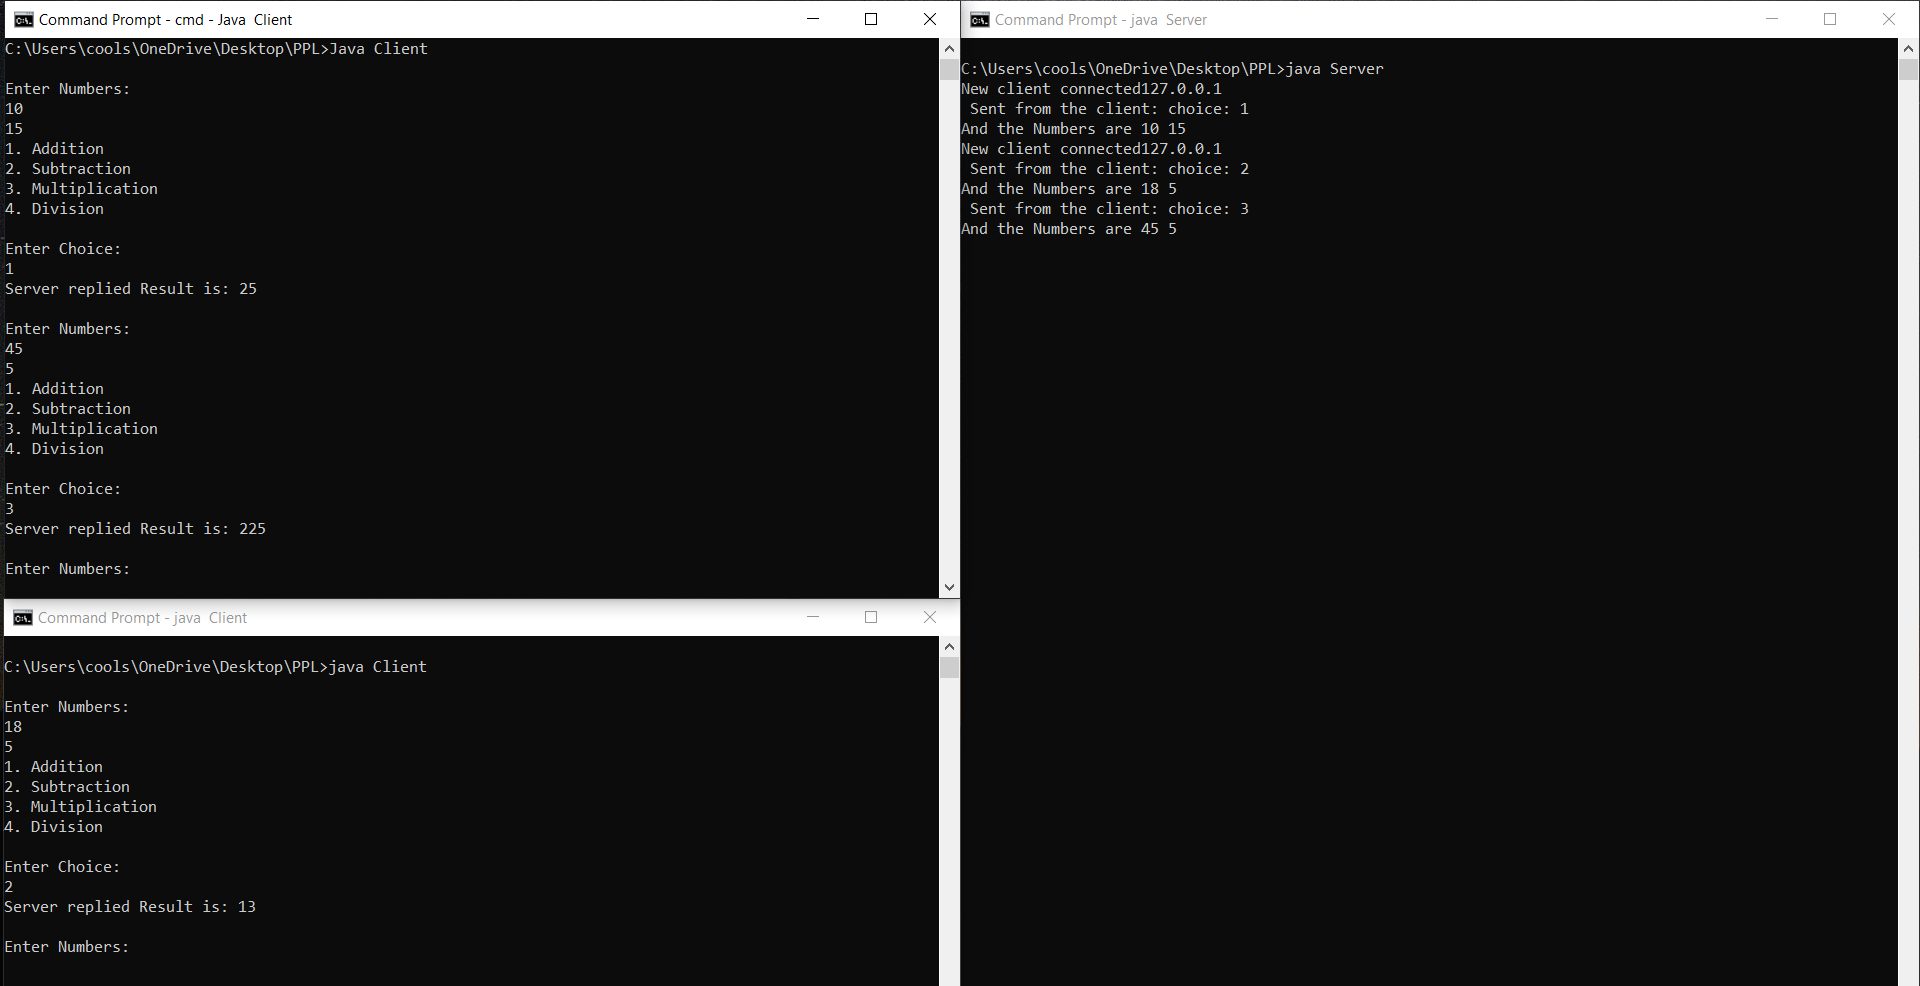 Command Prompt - cmd - Java  Client
C:\Users\cools\OneDrive\Desktop\PPL>Java Client
Enter Numbers:
10
15
1. Addition
2. Subtraction
3. Multiplication
4. Division
Enter Choice:
1
Server replied Result is: 25
Enter Numbers:
45
5
1. Addition
2. Subtraction
3. Multiplication
4. Division
Enter Choice:
3
Server replied Result is: 225
Enter Numbers:
Command Prompt - java  Client
C:\Users\cools\OneDrive\Desktop\PPL>java Client
Enter Numbers:
18
5
1. Addition
2. Subtraction
3. Multiplication
4. Division
Enter Choice:
2
Server replied Result is: 13
Enter Numbers:
Command Prompt - java  Server
C:\Users\cools\OneDrive\Desktop\PPL>java Server
New client connected127.0.0.1
 Sent from the client: choice: 1
And the Numbers are 10 15
New client connected127.0.0.1
 Sent from the client: choice: 2
And the Numbers are 18 5
 Sent from the client: choice: 3
And the Numbers are 45 5